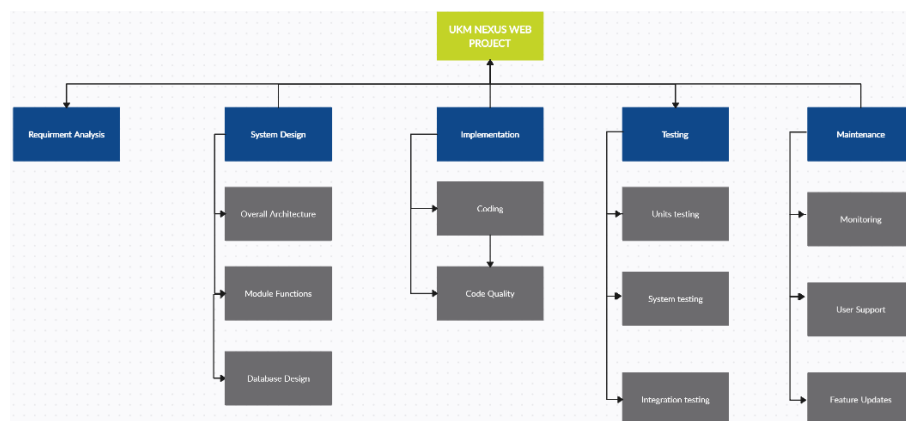 UKM NEXUS WEB
PROJECT
Requirment Analysis
System Design
Implementation
Testing
Maintenance
Overall Architecture
Coding
Units testing
Monitoring
Module Functions
Code Quality
System testing
User Support
Database Design
Integration testing
Feature Updates